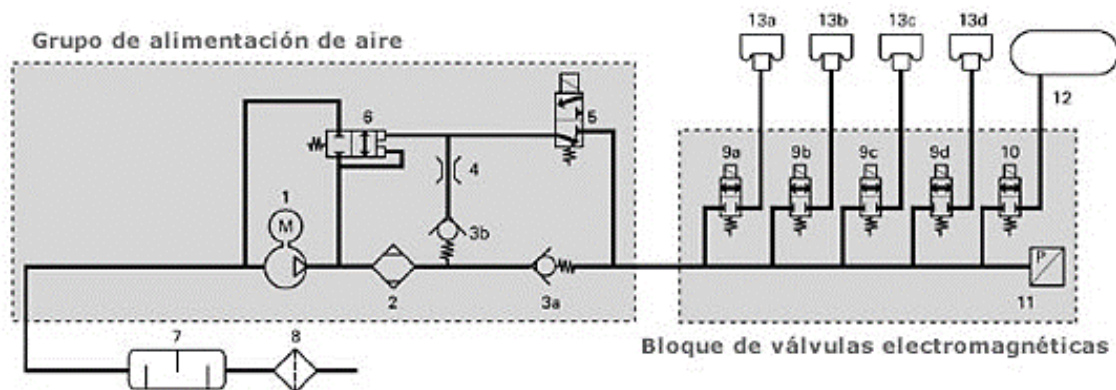 13a 13b 13c 13d
Grupo de alimentación de aire
12
6
5
9a 9b 9c 9d 10
4
1
M
3b
P
2
3a
11
7
8
Bloque de válvulas electromagnéticas